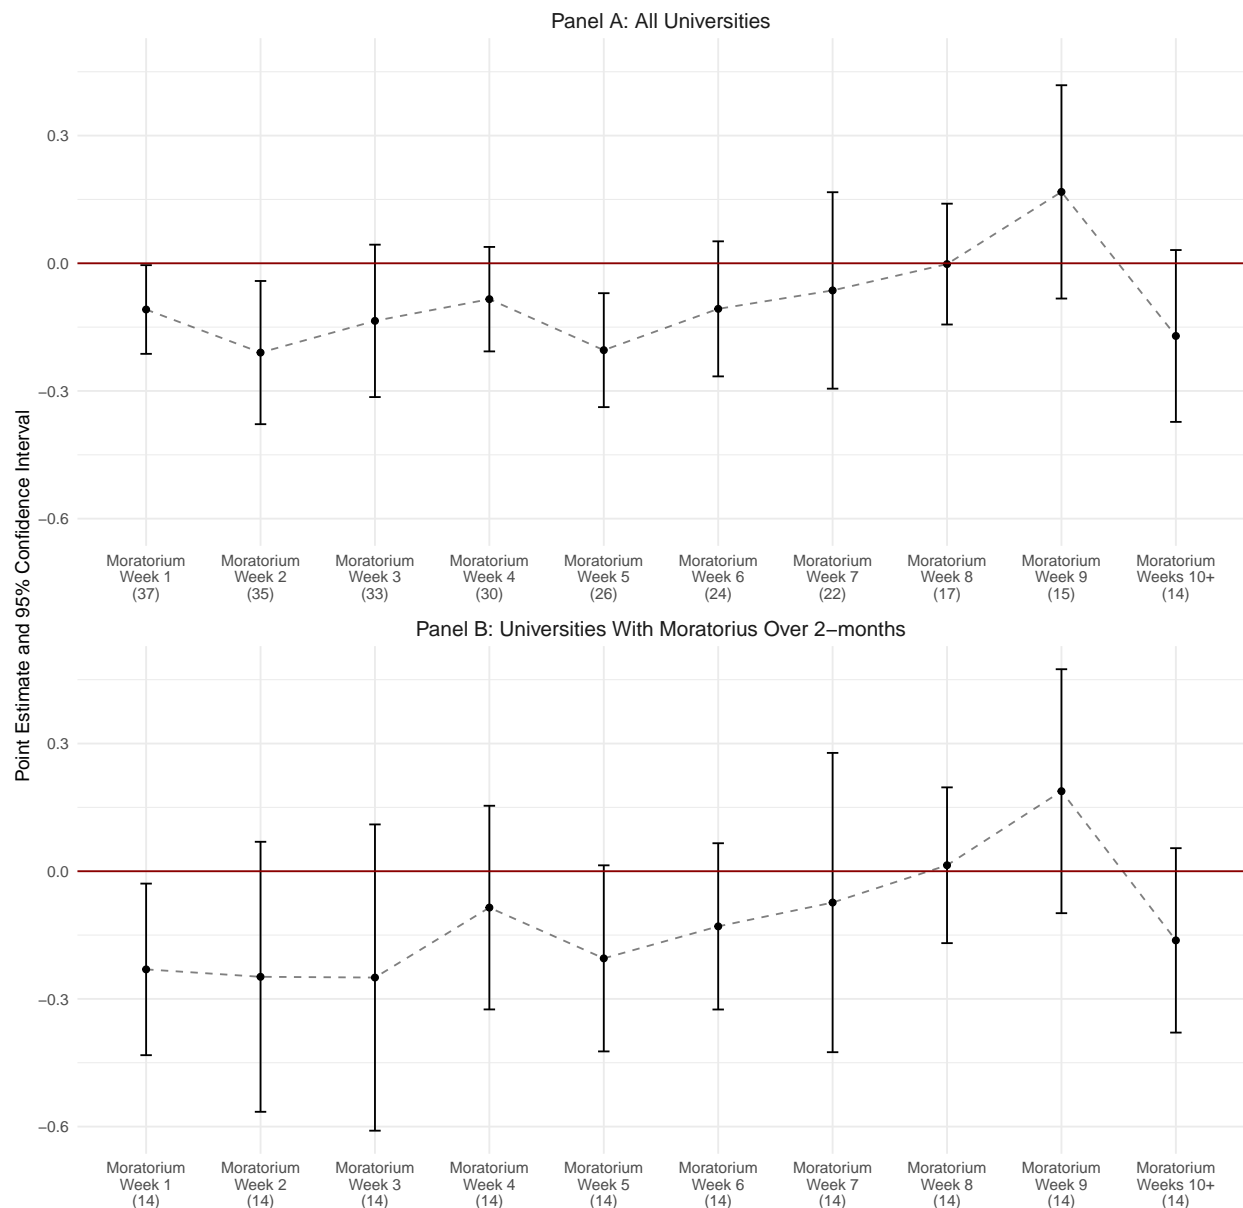 Panel A: All Universities
0.3
0.0
−0.3
−0.6
Moratorium Week 1 (37)
Moratorium Week 2 (35)
Moratorium Week 3 (33)
Moratorium Week 4 (30)
Moratorium Week 5 (26)
Moratorium Week 6 (24)
Moratorium Week 7 (22)
Moratorium Week 8 (17)
Moratorium Week 9 (15)
Moratorium Weeks 10+ (14)
Point Estimate and 95% Confidence Interval
Panel B: Universities With Moratorius Over 2−months
0.3
0.0
−0.3
−0.6
Moratorium Week 1 (14)
Moratorium Week 2 (14)
Moratorium Week 3 (14)
Moratorium Week 4 (14)
Moratorium Week 5 (14)
Moratorium Week 6 (14)
Moratorium Week 7 (14)
Moratorium Week 8 (14)
Moratorium Week 9 (14)
Moratorium Weeks 10+ (14)